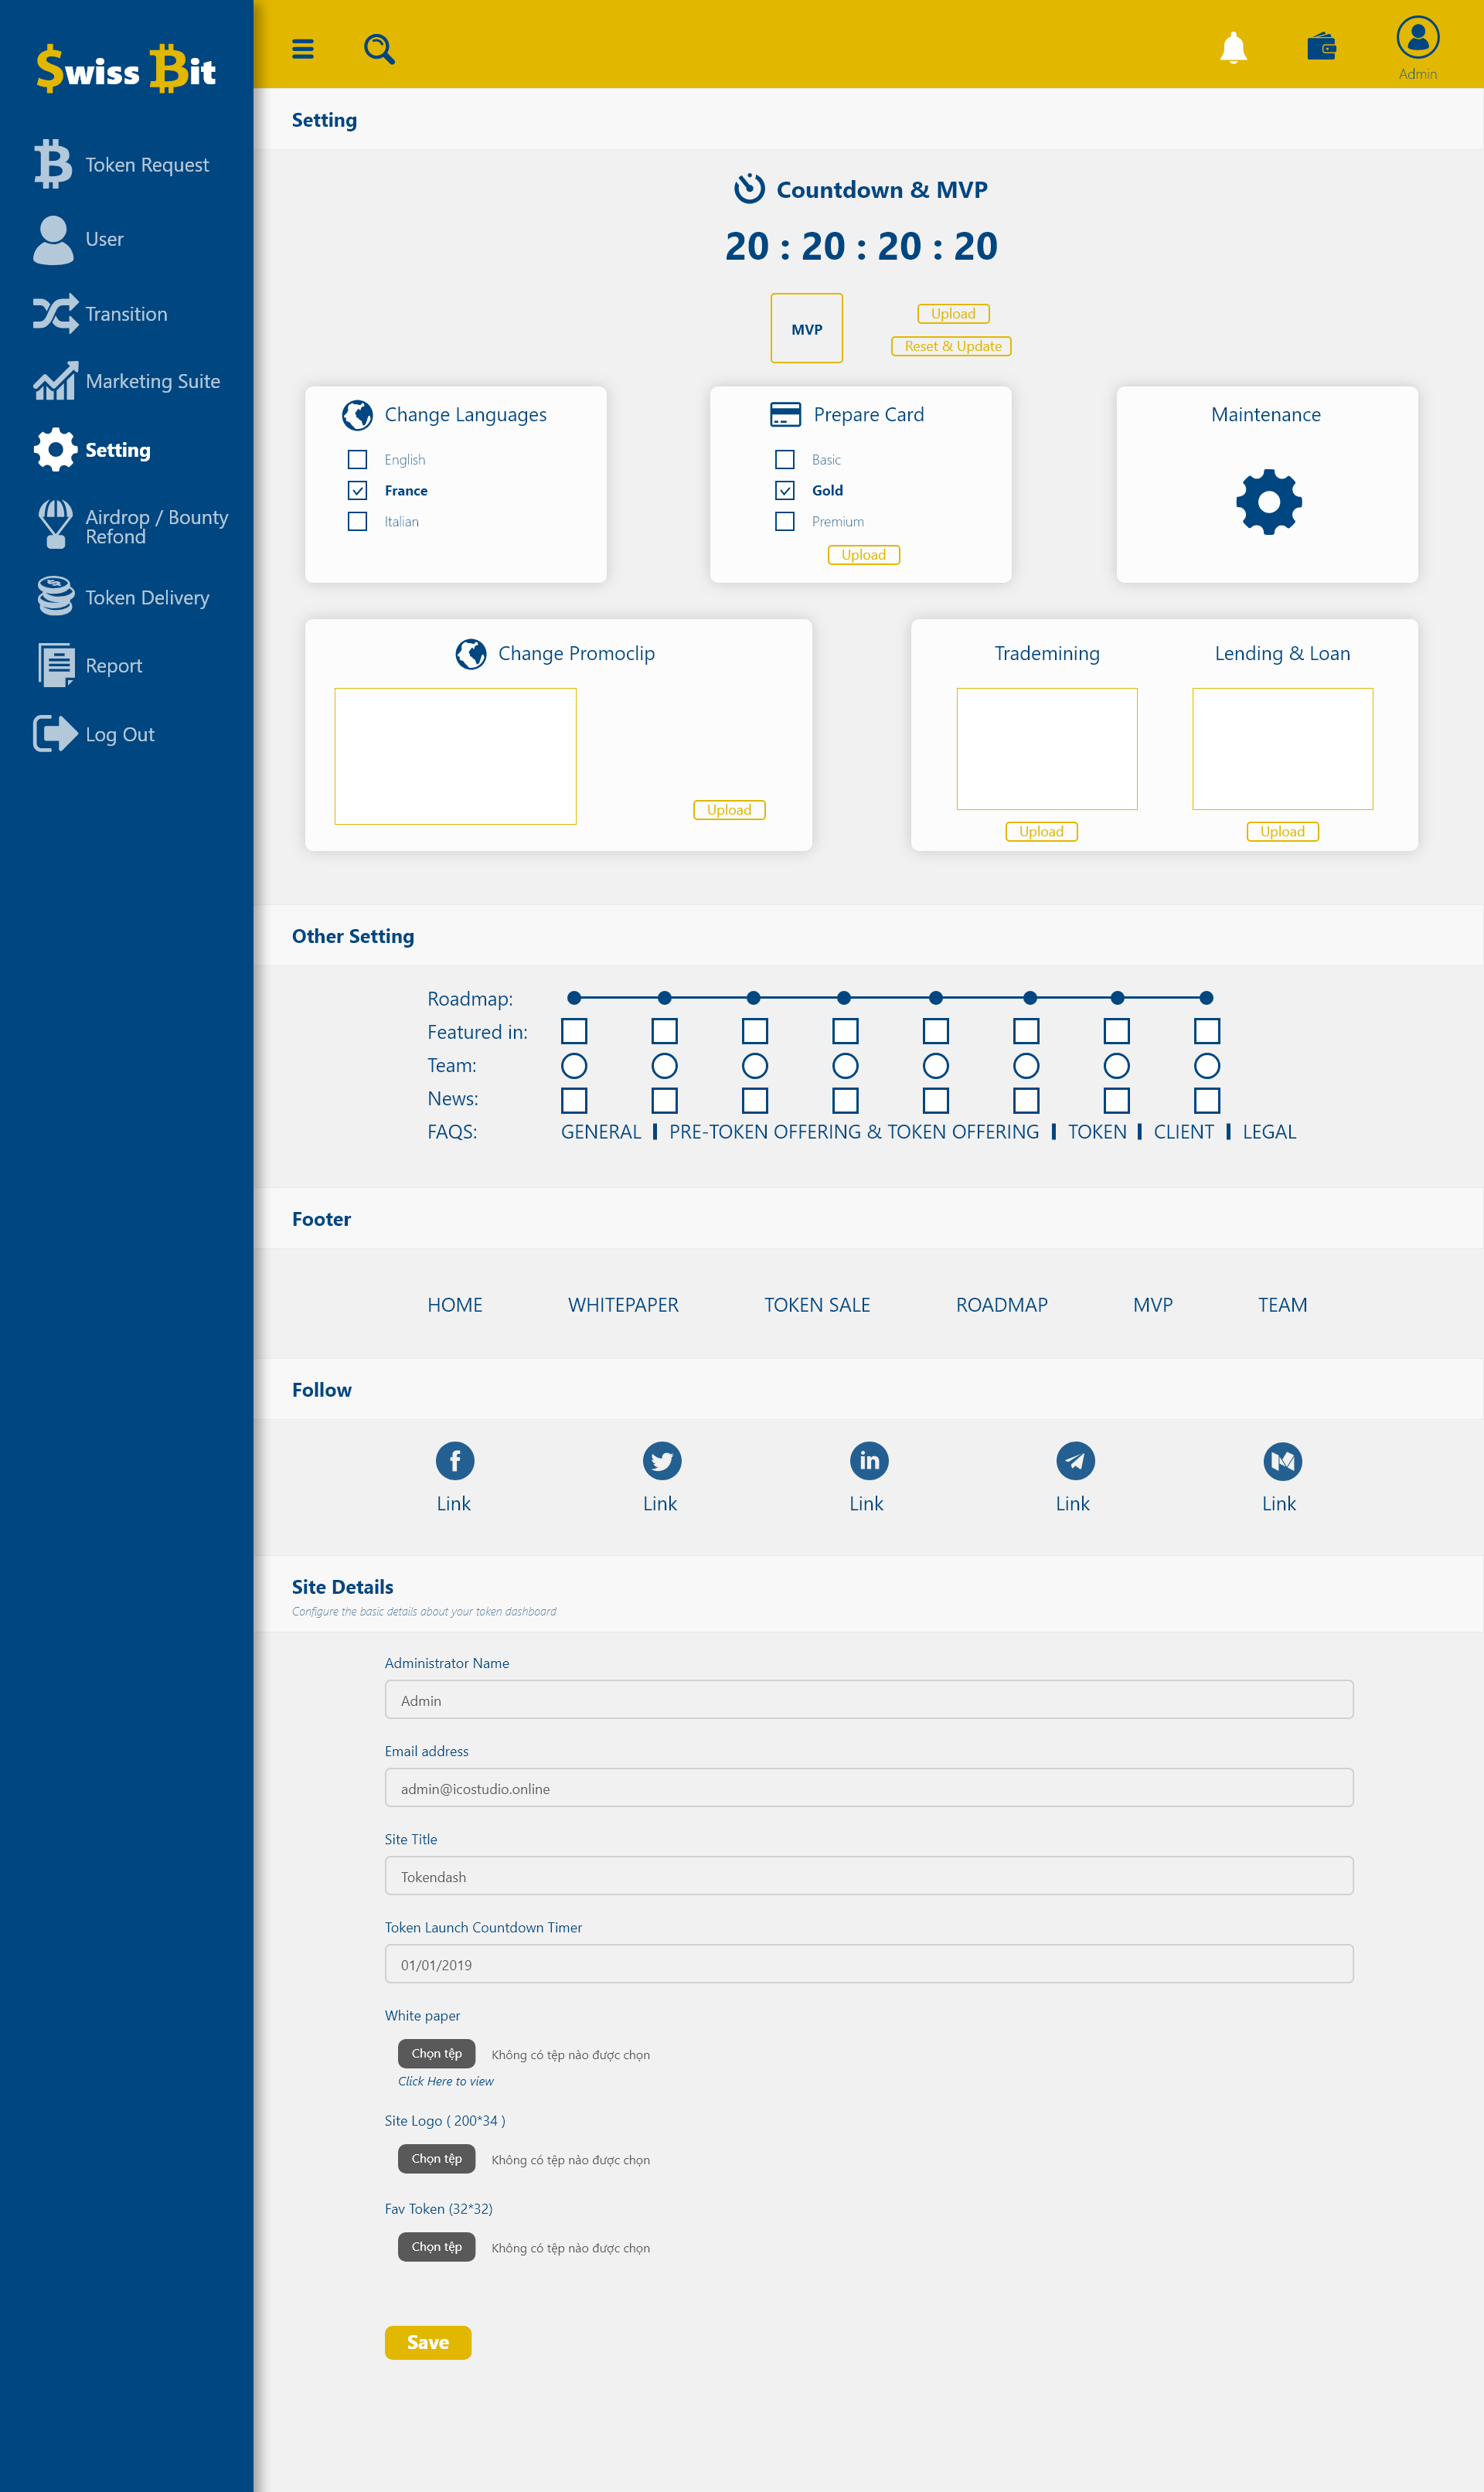 $wiss Bit
Token Request
User
Transition
Marketing Suite
Setting
Airdrop / Bounty
Refond
Token Delivery
Report
Log Out
Admin
Setting
Countdown & MVP
20 : 20 : 20 : 20
MVP
Upload
Reset & Update
Change Languages
English
France
Italian
Prepare Card
Basic
Gold
Premium
Upload
Maintenance
Change Promoclip
Upload
Trademining
Lending & Loan
Upload
Upload
Other Setting
Roadmap:
Featured in:
Team:
News:
FAQS: GENERAL | PRE-TOKEN OFFERING & TOKEN OFFERING | TOKEN | CLIENT | LEGAL
Footer
HOME WHITEPAPER TOKEN SALE ROADMAP MVP TEAM
Follow
Link Link Link Link Link
Site Details
Configure the basic details about your token dashboard
Administrator Name
Admin
Email address
admin@icostudio.online
Site Title
Tokendash
Token Launch Countdown Timer
01/01/2019
White paper
Chọn tệp Không có tệp nào được chọn
Click Here to view
Site Logo ( 200*34 )
Chọn tệp Không có tệp nào được chọn
Fav Token (32*32)
Chọn tệp Không có tệp nào được chọn
Save